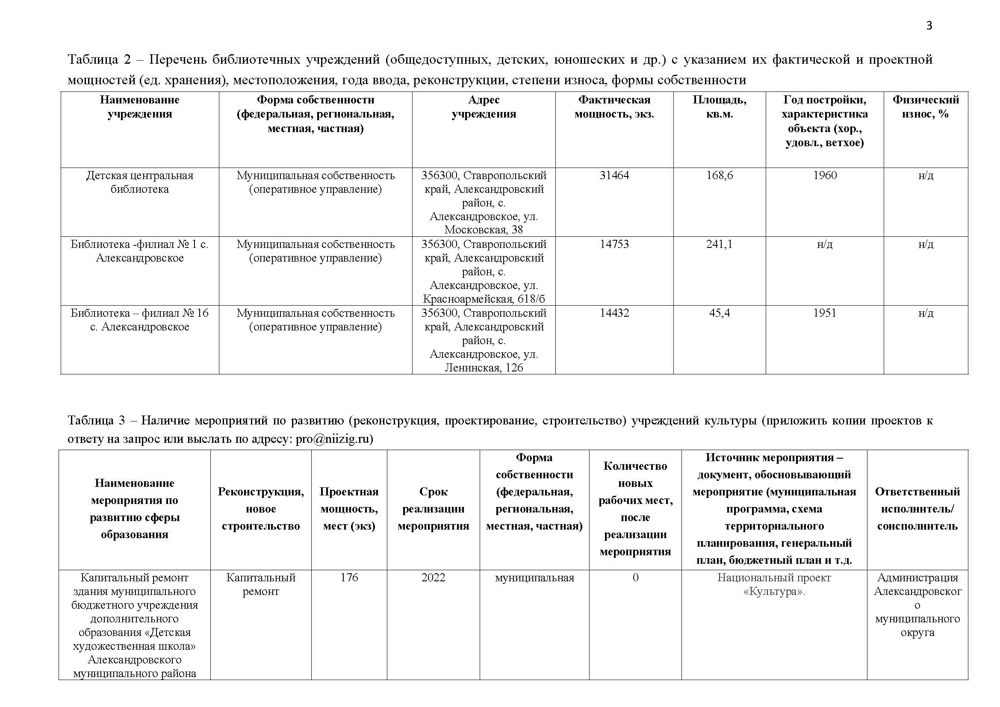 3
Таблица 2 – Перечень библиотечных учреждений (общедоступных, детских, юношеских и др.) с указанием их фактической и проектной
мощностей (ед. хранения), местоположения, года ввода, реконструкции, степени износа, формы собственности
Наименование
учреждения
Форма собственности
(федеральная, региональная,
местная, частная)
Адрес
учреждения
Фактическая
мощность, экз.
Площадь,
кв.м.
Год постройки,
характеристика
объекта (хор.,
удовл., ветхое)
Физический
износ, %
Детская центральная
библиотека
Муниципальная собственность
(оперативное управление)
356300, Ставропольский
край, Александровский
район, с.
Александровское, ул.
Московская, 38
31464
168,6
1960
н/д
Библиотека -филиал № 1 с.
Александровское
Муниципальная собственность
(оперативное управление)
356300, Ставропольский
край, Александровский
район, с.
Александровское, ул.
Красноармейская, 618/б
14753
241,1
н/д
н/д
Библиотека – филиал № 16
с. Александровское
Муниципальная собственность
(оперативное управление)
356300, Ставропольский
край, Александровский
район, с.
Александровское, ул.
Ленинская, 126
14432
45,4
1951
н/д
Таблица 3 – Наличие мероприятий по развитию (реконструкция, проектирование, строительство) учреждений культуры (приложить копии проектов к
ответу на запрос или выслать по адресу: pro@niizig.ru)
Наименование
мероприятия по
развитию сферы
образования
Реконструкция,
новое
строительство
Проектная
мощность,
мест (экз)
Срок
реализации
мероприятия
Форма
собственности
(федеральная,
региональная,
местная, частная)
Количество
новых
рабочих мест,
после
реализации
мероприятия
Источник мероприятия –
документ, обосновывающий
мероприятие (муниципальная
программа, схема
территориального
планирования, генеральный
план, бюджетный план и т.д.
Ответственный
исполнитель/
соисполнитель
Капитальный ремонт
здания муниципального
бюджетного учреждения
дополнительного
образования «Детская
художественная школа»
Александровского
муниципального района
Капитальный
ремонт
176
2022
муниципальная
0
Национальный проект
«Культура».
Администрация
Александровског
о
муниципального
округа